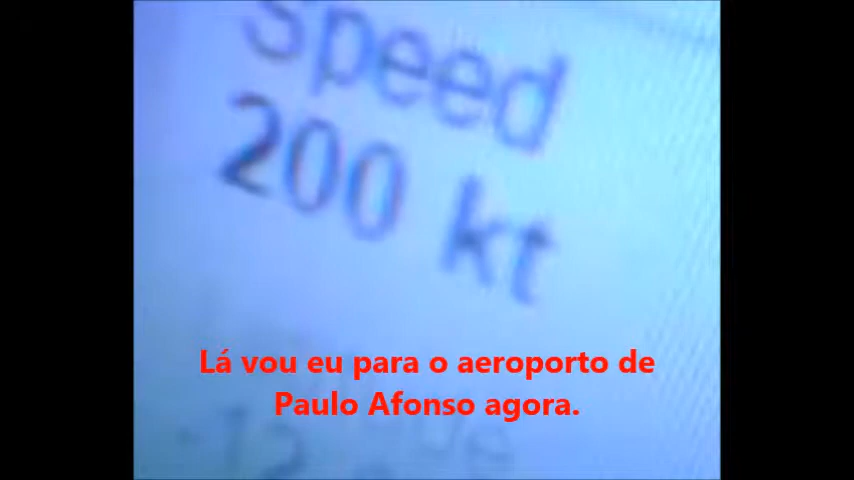 Speed
200 kt
Lá vou eu para o aeroporto de
Paulo Afonso agora.